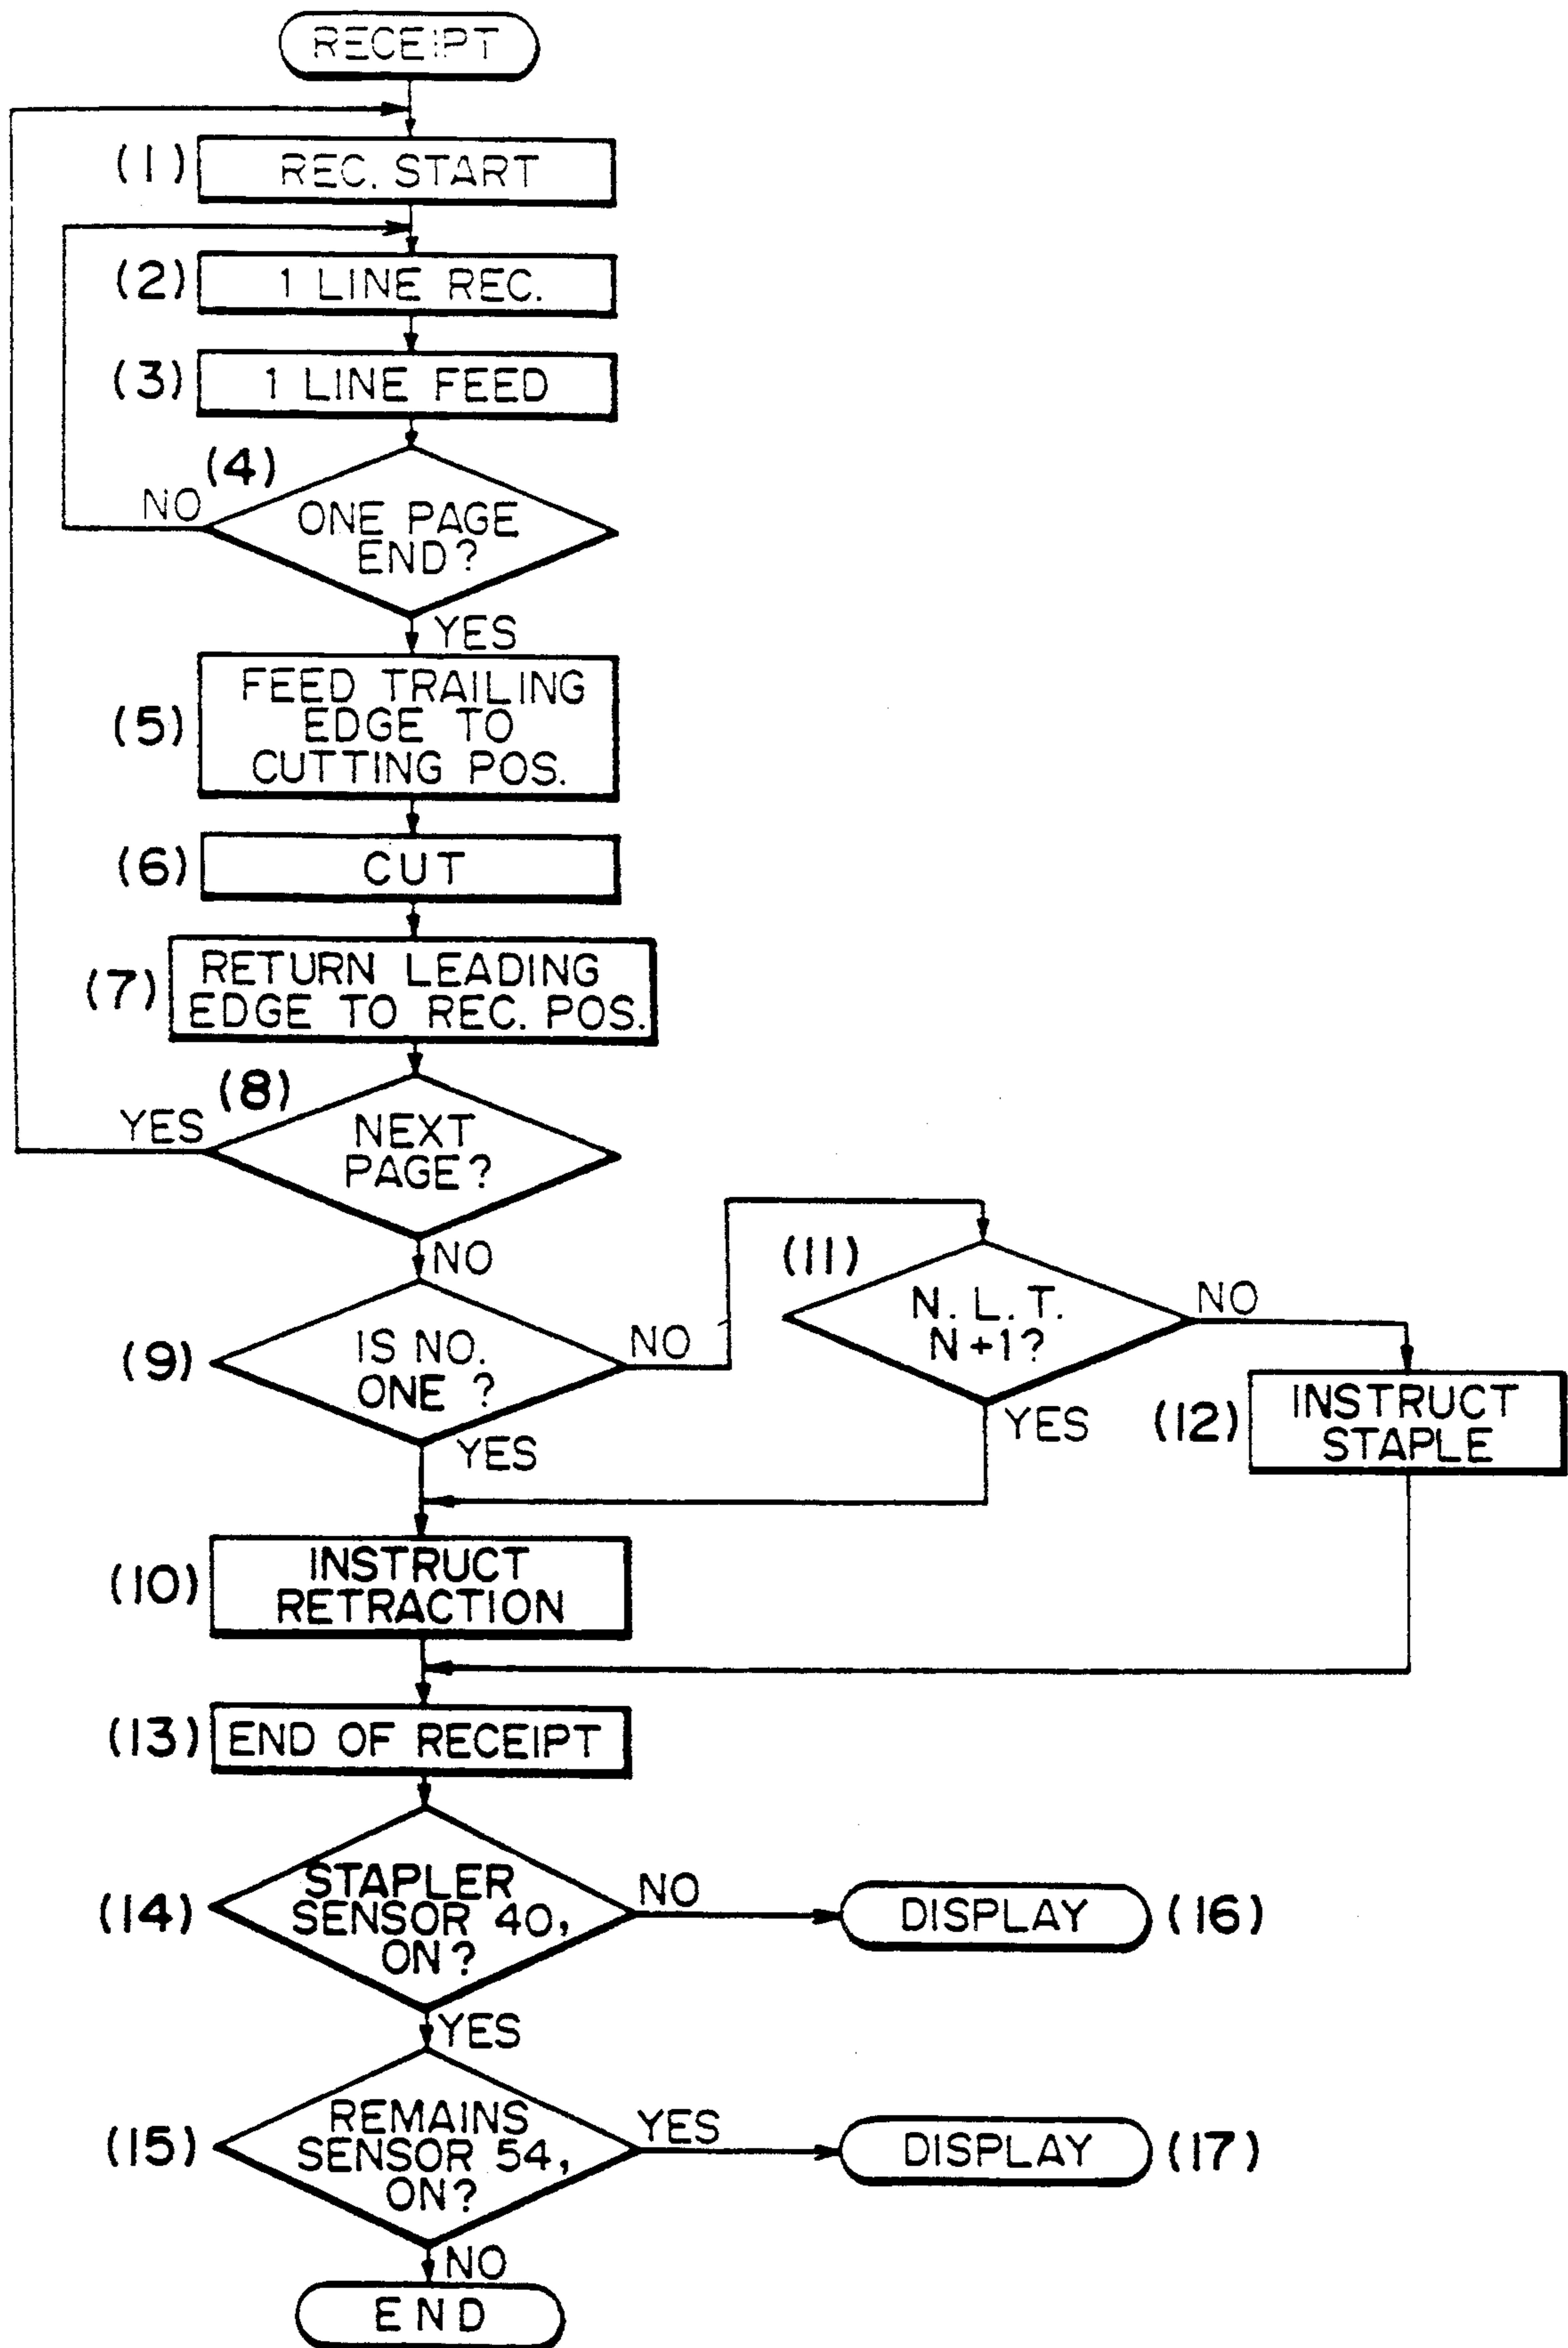 RECEIPT
(1)
REC. START
(2)
1 LINE REC.
(3)
1 LINE FEED
(4)
NO
ONE PAGE
END?
YES
(5)
FEED TRAILING
EDGE TO
CUTTING POS.
(6)
CUT
(7)
RETURN LEADING
EDGE TO REC. POS.
(8)
YES
NEXT
PAGE?
NO
(9)
IS NO.
ONE ?
NO
YES
(11)
N. L. T.
N+1?
NO
YES
(12)
INSTRUCT
STAPLE
(10)
INSTRUCT
RETRACTION
(13)
END OF RECEIPT
(14)
STAPLER
SENSOR 40,
ON?
NO
DISPLAY
(16)
YES
(15)
REMAINS
SENSOR 54,
ON?
YES
DISPLAY
(17)
NO
END